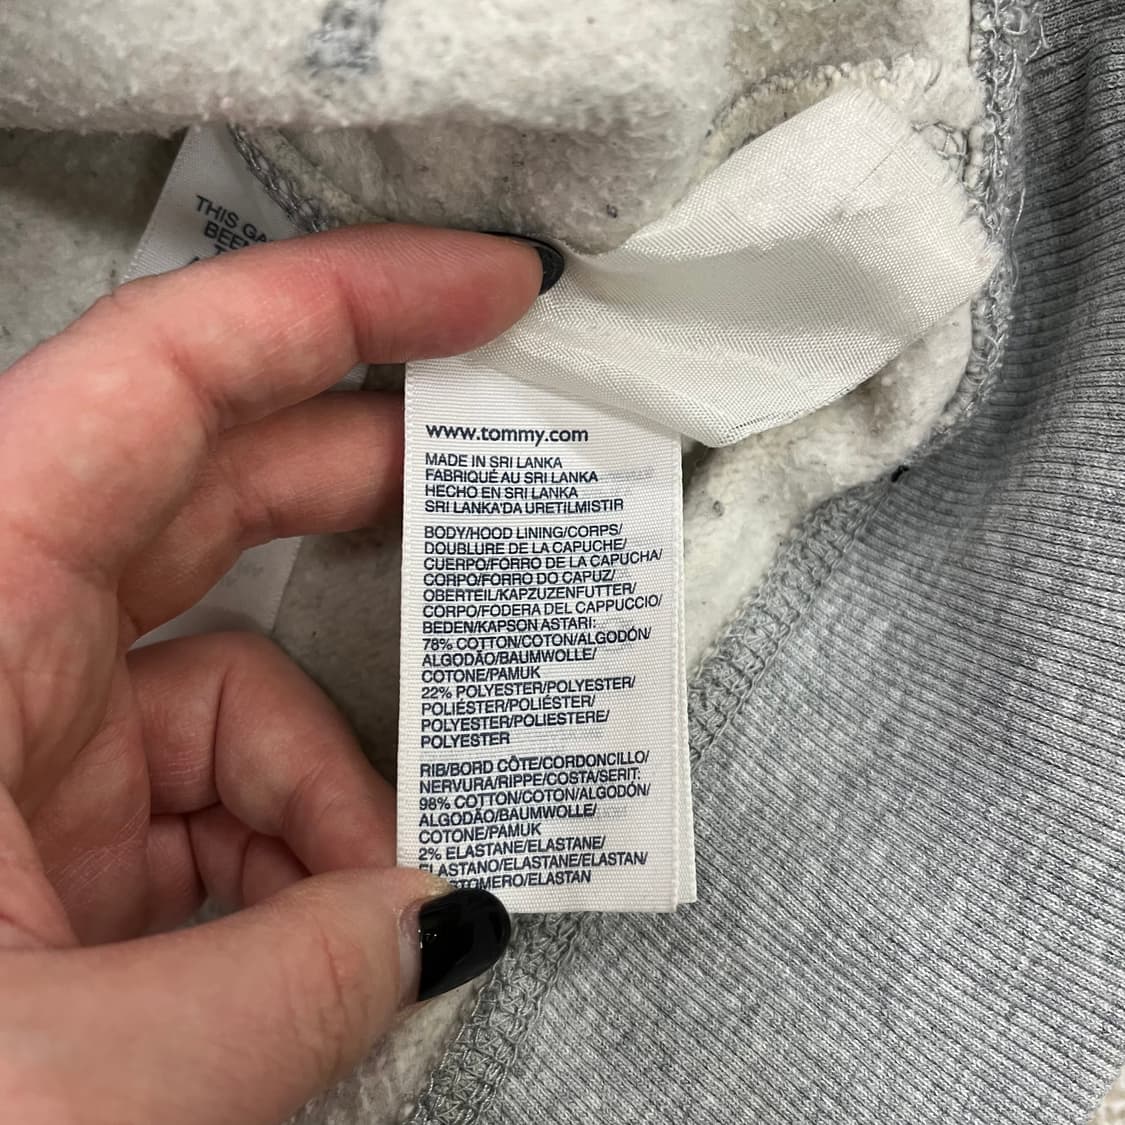 THIS GA
BEEN
www.tommy.com
MADE IN SRI LANKA
FABRIQUÉ AU SRI LANKA
HECHO EN SRI LANKA
SRI LANKA'DA URETILMISTIR
BODY/HOOD LINING/CORPS/
DOUBLURE DE LA CAPUCHE/
CUERPO/FORRO DE LA CAPUCHA/
CORPO/FORRO DO CAPUZ/
OBERTEIL/KAPZUZENFUTTER/
CORPO/FODERA DEL CAPPUCCIO/
BEDEN/KAPSON ASTARI:
78% COTTON/COTON/ALGODÓN/
ALGODÃO/BAUMWOLLE/
COTONE/PAMUK
22% POLYESTER/POLYESTER/
POLIÉSTER/POLIÉSTER/
POLYESTER/POLIESTERE/
POLYESTER
RIB/BORD CÔTE/CORDONCILLO/
NERVURA/RIPPE/COSTA/SERIT:
98% COTTON/COTON/ALGODÓN/
ALGODÃO/BAUMWOLLE/
COTONE/PAMUK
2% ELASTANE/ELASTANE/
ELASTANO/ELASTANE/ELASTAN/
TOMERO/ELASTAN